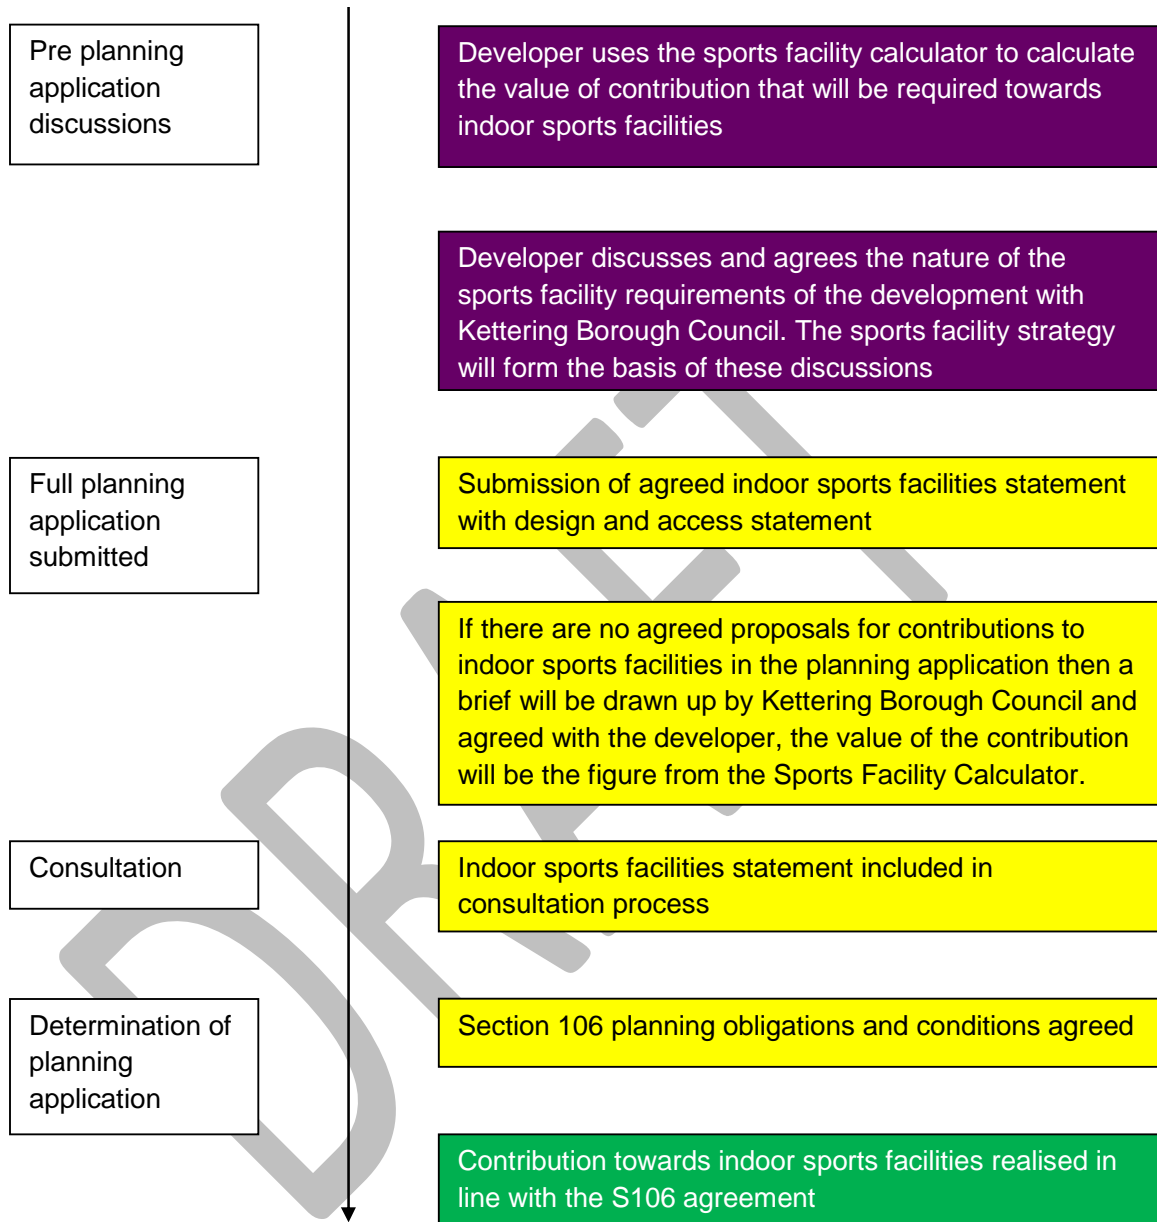 Pre planning
application
discussions
Developer uses the sports facility calculator to calculate
the value of contribution that will be required towards
indoor sports facilities
Developer discusses and agrees the nature of the
sports facility requirements of the development with
Kettering Borough Council. The sports facility strategy
will form the basis of these discussions
Full planning
application
submitted
Submission of agreed indoor sports facilities statement
with design and access statement
If there are no agreed proposals for contributions to
indoor sports facilities in the planning application then a
brief will be drawn up by Kettering Borough Council and
agreed with the developer, the value of the contribution
will be the figure from the Sports Facility Calculator.
Consultation
Indoor sports facilities statement included in
consultation process
Determination of
planning
application
Section 106 planning obligations and conditions agreed
Contribution towards indoor sports facilities realised in
line with the S106 agreement
DRAFT